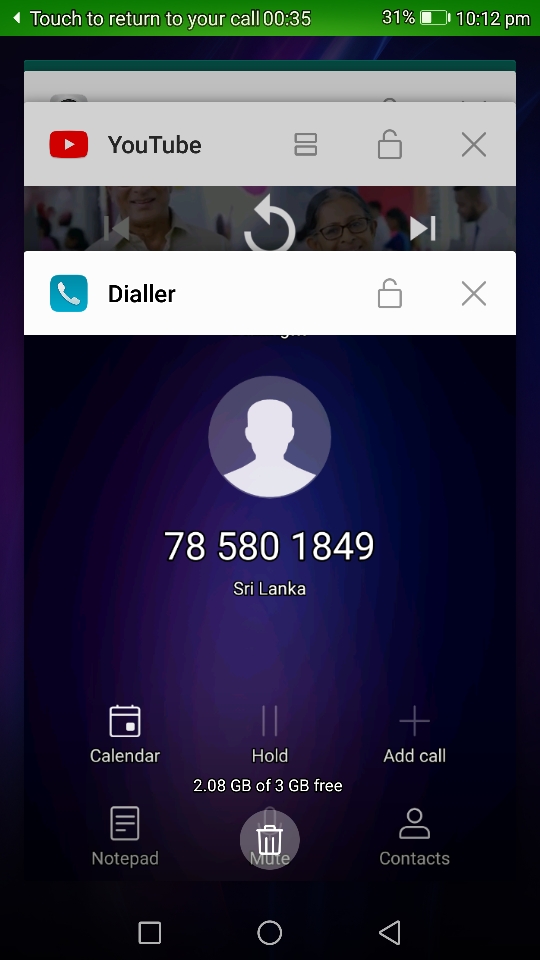 Touch to return to your call 00:35
31% 10:12 pm
YouTube
Dialler
78 580 1849
Sri Lanka
Calendar
Hold
Add call
2.08 GB of 3 GB free
Notepad
Mute
Contacts